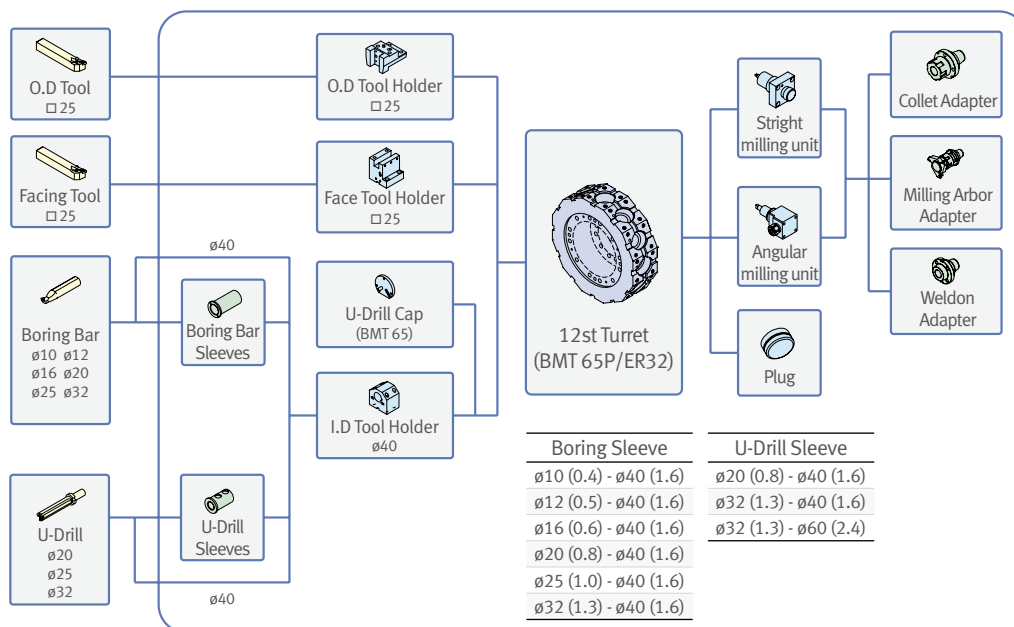 O.D Tool
□ 25
Facing Tool
□ 25
ø40
Boring Bar
ø10 ø12
ø16 ø20
ø25 ø32
Boring Bar
Sleeves
U-Drill
ø20
ø25
ø32
U-Drill
Sleeves
ø40
O.D Tool Holder
□ 25
Face Tool Holder
□ 25
U-Drill Cap
(BMT 65)
I.D Tool Holder
ø40
12st Turret
(BMT 65P/ER32)
Stright
milling unit
Angular
milling unit
Plug
Collet Adapter
Milling Arbor
Adapter
Weldon
Adapter
Boring Sleeve
ø10 (0.4) - ø40 (1.6)
ø12 (0.5) - ø40 (1.6)
ø16 (0.6) - ø40 (1.6)
ø20 (0.8) - ø40 (1.6)
ø25 (1.0) - ø40 (1.6)
ø32 (1.3) - ø40 (1.6)
U-Drill Sleeve
ø20 (0.8) - ø40 (1.6)
ø32 (1.3) - ø40 (1.6)
ø32 (1.3) - ø60 (2.4)